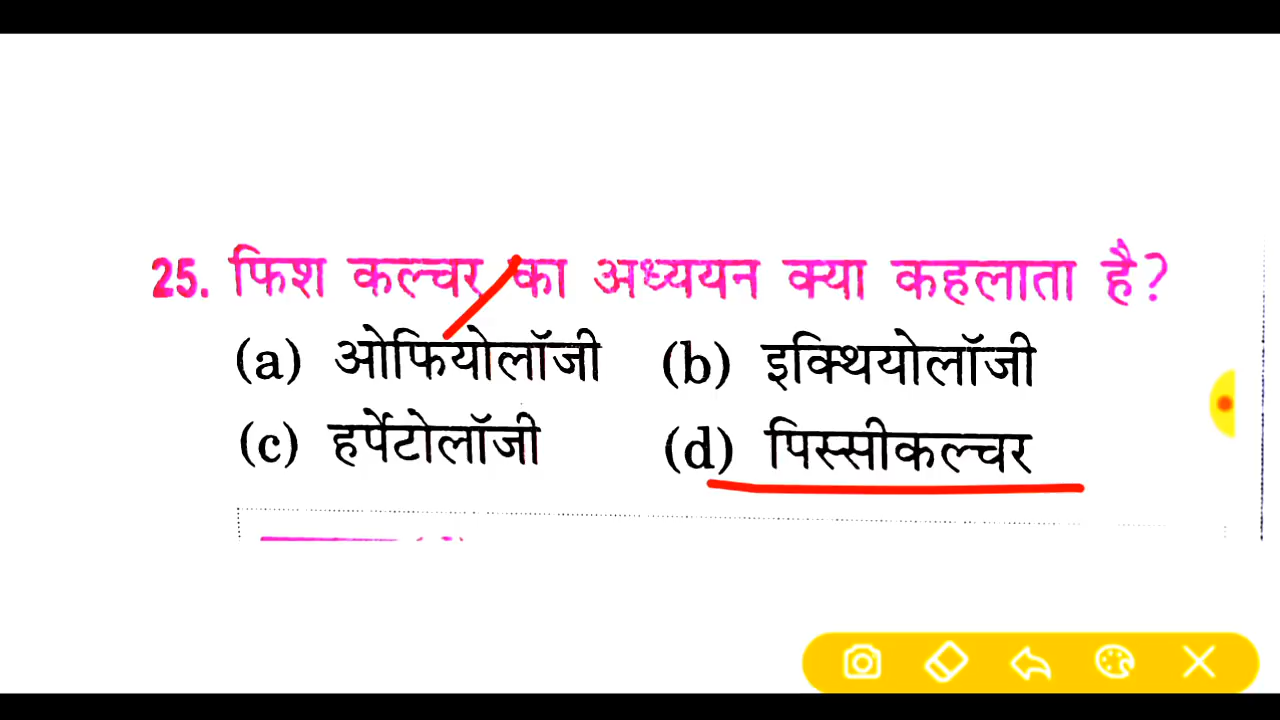 25. फिश कल्चर का अध्ययन क्या कहलाता है?
(a) ओफियोलॉजी (b) इक्थियोलॉजी
(c) हर्पेटोलॉजी (d) पिस्सीकल्चर